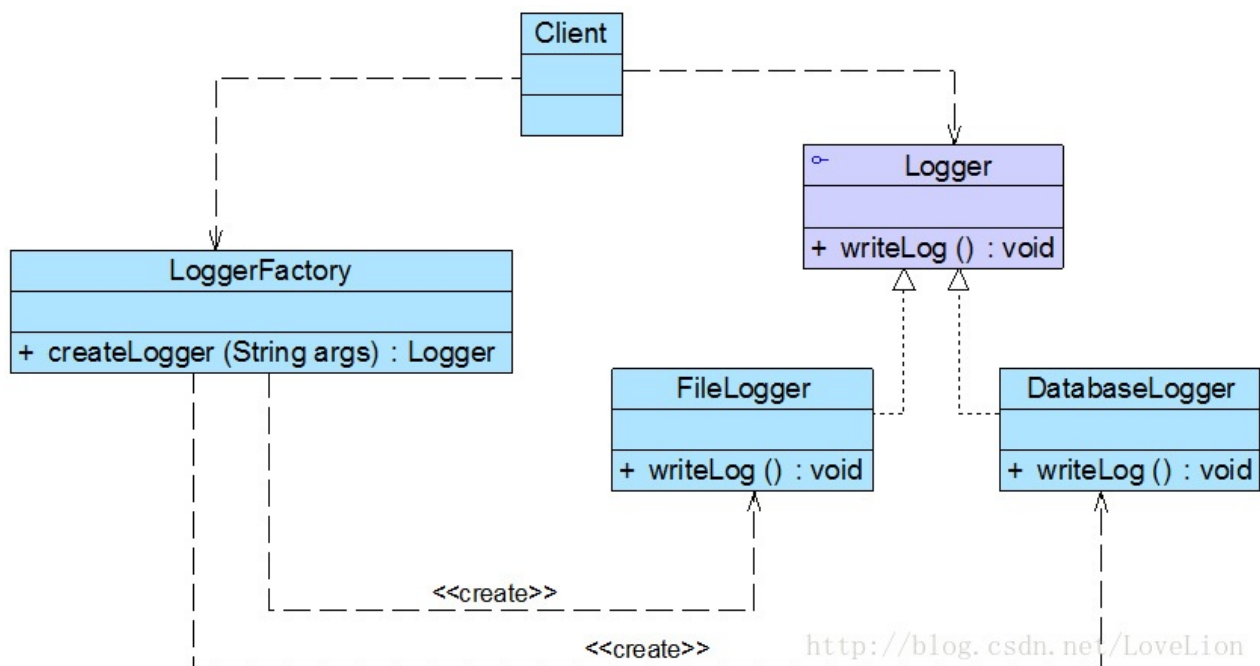 Client
Logger
+ writeLog () : void
LoggerFactory
+ createLogger (String args) : Logger
FileLogger
+ writeLog () : void
DatabaseLogger
+ writeLog () : void
<<create>>
<<create>>
http://blog.csdn.net/LoveLion